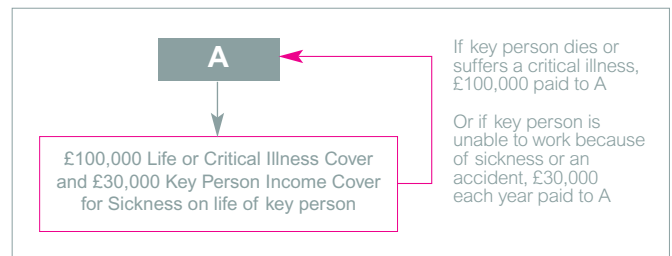 A
£100,000 Life or Critical Illness Cover
and £30,000 Key Person Income Cover
for Sickness on life of key person
If key person dies or
suffers a critical illness,
£100,000 paid to A
Or if key person is
unable to work because
of sickness or an
accident, £30,000
each year paid to A